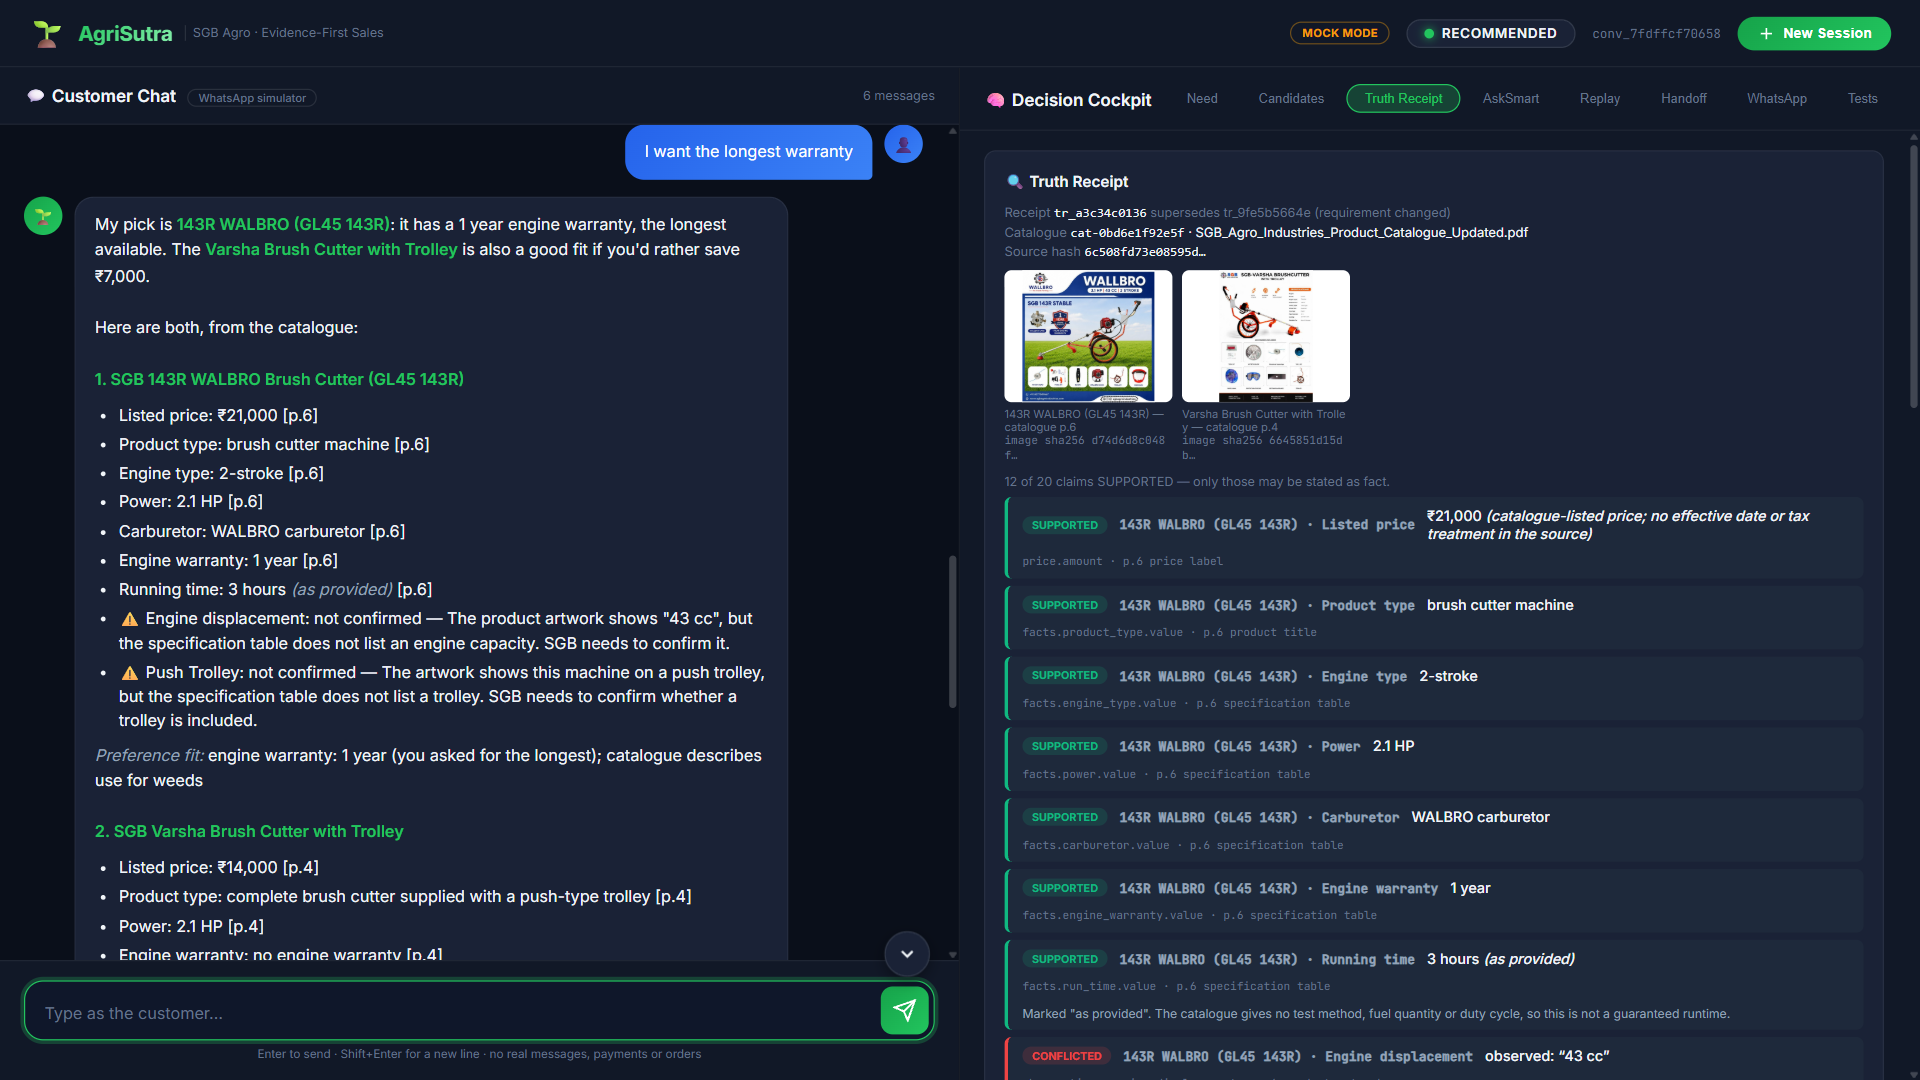 AgriSutra
SGB Agro · Evidence-First Sales
MOCK MODE
RECOMMENDED
conv_7fdffcf70658
New Session
Customer Chat
WhatsApp simulator
6 messages
I want the longest warranty
My pick is 143R WALBRO (GL45 143R): it has a 1 year engine warranty, the longest
available. The Varsha Brush Cutter with Trolley is also a good fit if you'd rather save
₹7,000.
Here are both, from the catalogue:
1. SGB 143R WALBRO Brush Cutter (GL45 143R)
• Listed price: ₹21,000 [p.6]
• Product type: brush cutter machine [p.6]
• Engine type: 2-stroke [p.6]
• Power: 2.1 HP [p.6]
• Carburetor: WALBRO carburetor [p.6]
• Engine warranty: 1 year [p.6]
• Running time: 3 hours (as provided) [p.6]
• ⚠️ Engine displacement: not confirmed — The product artwork shows "43 cc", but
the specification table does not list an engine capacity. SGB needs to confirm it.
• ⚠️ Push Trolley: not confirmed — The artwork shows this machine on a push trolley,
but the specification table does not list a trolley. SGB needs to confirm whether a
trolley is included.
Preference fit: engine warranty: 1 year (you asked for the longest); catalogue describes
use for weeds
2. SGB Varsha Brush Cutter with Trolley
• Listed price: ₹14,000 [p.4]
• Product type: complete brush cutter supplied with a push-type trolley [p.4]
• Power: 2.1 HP [p.4]
• Engine warranty: no engine warranty [p.4]
Type as the customer...
Enter to send · Shift+Enter for a new line · no real messages, payments or orders
Decision Cockpit
Need
Candidates
Truth Receipt
AskSmart
Replay
Handoff
WhatsApp
Tests
Truth Receipt
Receipt tr_a3c34c0136 supersedes tr_9fe5b5664e (requirement changed)
Catalogue cat-0bd6e1f92e5f · SGB_Agro_Industries_Product_Catalogue_Updated.pdf
Source hash 6c508fd73e08595d…
WALLBRO
WALLBRO
2.1 HP | 43 CC | 2 STROKE
SGB 143R STABLE
SGB-VARSHA BRUSHCUTTER
WITH TROLLEY
143R WALBRO (GL45 143R) —
catalogue p.6
image sha256 d74d6d8c048
f…
Varsha Brush Cutter with Trolle
y — catalogue p.4
image sha256 6645851d15d
b…
12 of 20 claims SUPPORTED — only those may be stated as fact.
SUPPORTED 143R WALBRO (GL45 143R) · Listed price ₹21,000 (catalogue-listed price; no effective date or tax
treatment in the source)
price.amount · p.6 price label
SUPPORTED 143R WALBRO (GL45 143R) · Product type brush cutter machine
facts.product_type.value · p.6 product title
SUPPORTED 143R WALBRO (GL45 143R) · Engine type 2-stroke
facts.engine_type.value · p.6 specification table
SUPPORTED 143R WALBRO (GL45 143R) · Power 2.1 HP
facts.power.value · p.6 specification table
SUPPORTED 143R WALBRO (GL45 143R) · Carburetor WALBRO carburetor
facts.carburetor.value · p.6 specification table
SUPPORTED 143R WALBRO (GL45 143R) · Engine warranty 1 year
facts.engine_warranty.value · p.6 specification table
SUPPORTED 143R WALBRO (GL45 143R) · Running time 3 hours (as provided)
facts.run_time.value · p.6 specification table
Marked "as provided". The catalogue gives no test method, fuel quantity or duty cycle, so this is not a guaranteed runtime.
CONFLICTED 143R WALBRO (GL45 143R) · Engine displacement observed: "43 cc"